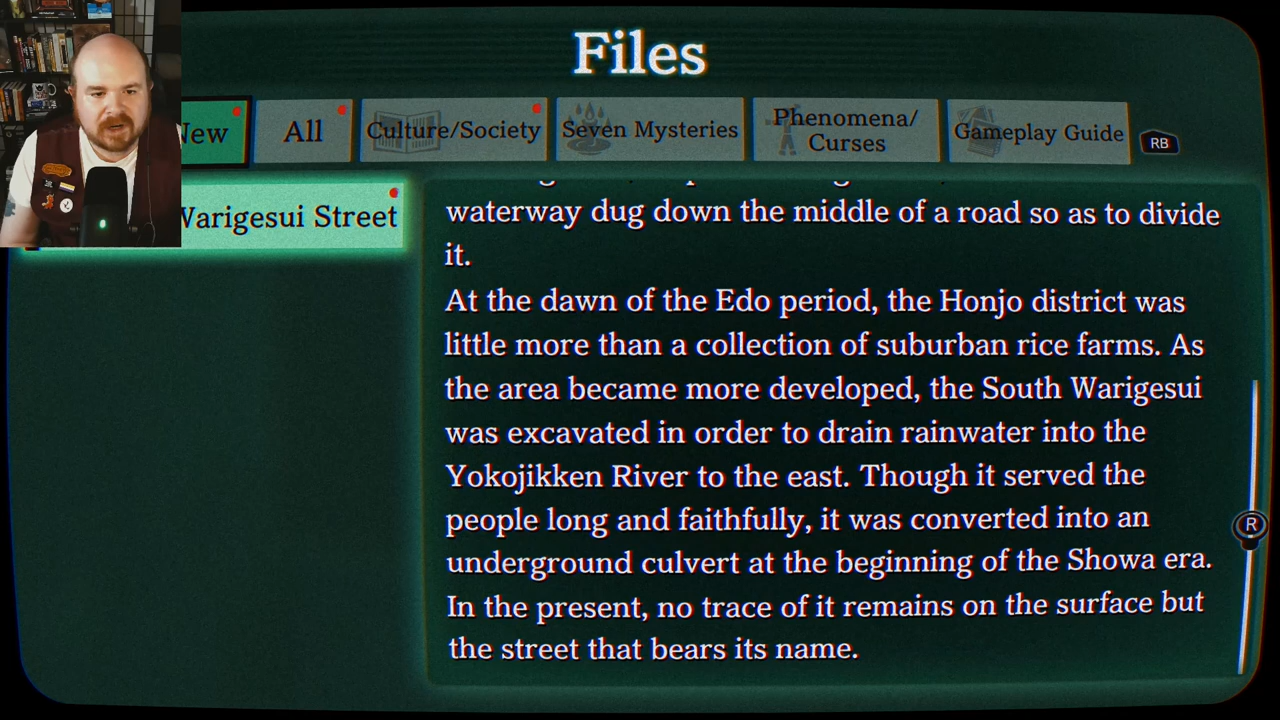 Files
New
All
Culture/Society
Seven Mysteries
Phenomena/
Curses
Gameplay Guide
RB
Warigesui Street
waterway dug down the middle of a road so as to divide
it.
At the dawn of the Edo period, the Honjo district was
little more than a collection of suburban rice farms. As
the area became more developed, the South Warigesui
was excavated in order to drain rainwater into the
Yokojikken River to the east. Though it served the
people long and faithfully, it was converted into an
underground culvert at the beginning of the Showa era.
In the present, no trace of it remains on the surface but
the street that bears its name.
R